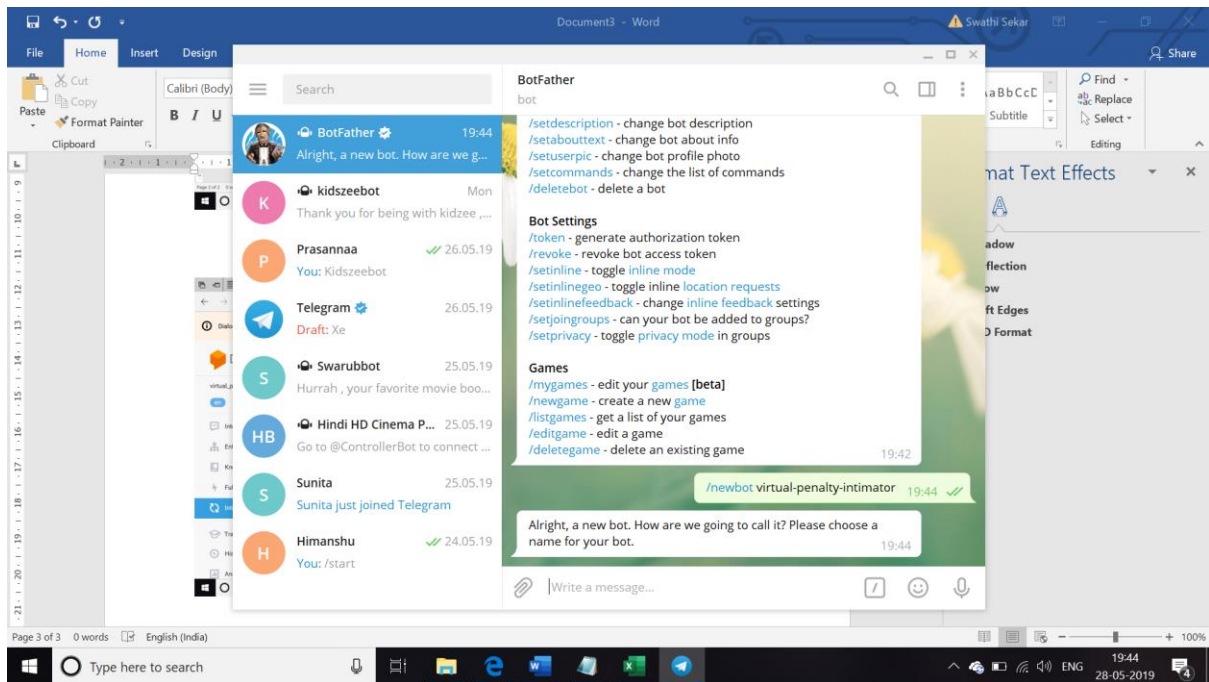 Document3 - Word
Swathi Sekar
File Home Insert Design
Share
Cut
Copy
Paste
Format Painter
Clipboard
Calibri (Body)
B I U
AaBbCcD
Subtitle
Find
Replace
Select
Editing
Search
BotFather
19:44
Alright, a new bot. How are we g...
kidszeebot
Mon
Thank you for being with kidzee ,...
Prasannaa
26.05.19
You: Kidszeebot
Telegram
26.05.19
Draft: Xe
Swarubbot
25.05.19
Hurrah , your favorite movie boo...
Hindi HD Cinema P...
25.05.19
Go to @ControllerBot to connect ...
Sunita
25.05.19
Sunita just joined Telegram
Himanshu
24.05.19
You: /start
K
P
S
HB
S
H
BotFather
bot
/setdescription - change bot description
/setabouttext - change bot about info
/setuserpic - change bot profile photo
/setcommands - change the list of commands
/deletebot - delete a bot
Bot Settings
/token - generate authorization token
/revoke - revoke bot access token
/setinline - toggle inline mode
/setinlinegeo - toggle inline location requests
/setinlinefeedback - change inline feedback settings
/setjoingroups - can your bot be added to groups?
/setprivacy - toggle privacy mode in groups
Games
/mygames - edit your games [beta]
/newgame - create a new game
/listgames - get a list of your games
/editgame - edit a game
/deletegame - delete an existing game
19:42
/newbot virtual-penalty-intimator 19:44
Alright, a new bot. How are we going to call it? Please choose a
name for your bot.
19:44
Write a message...
mat Text Effects
adow
flection
ow
ft Edges
D Format
Page 3 of 3 0 words English (India)
100%
Type here to search
ENG
19:44
28-05-2019
4